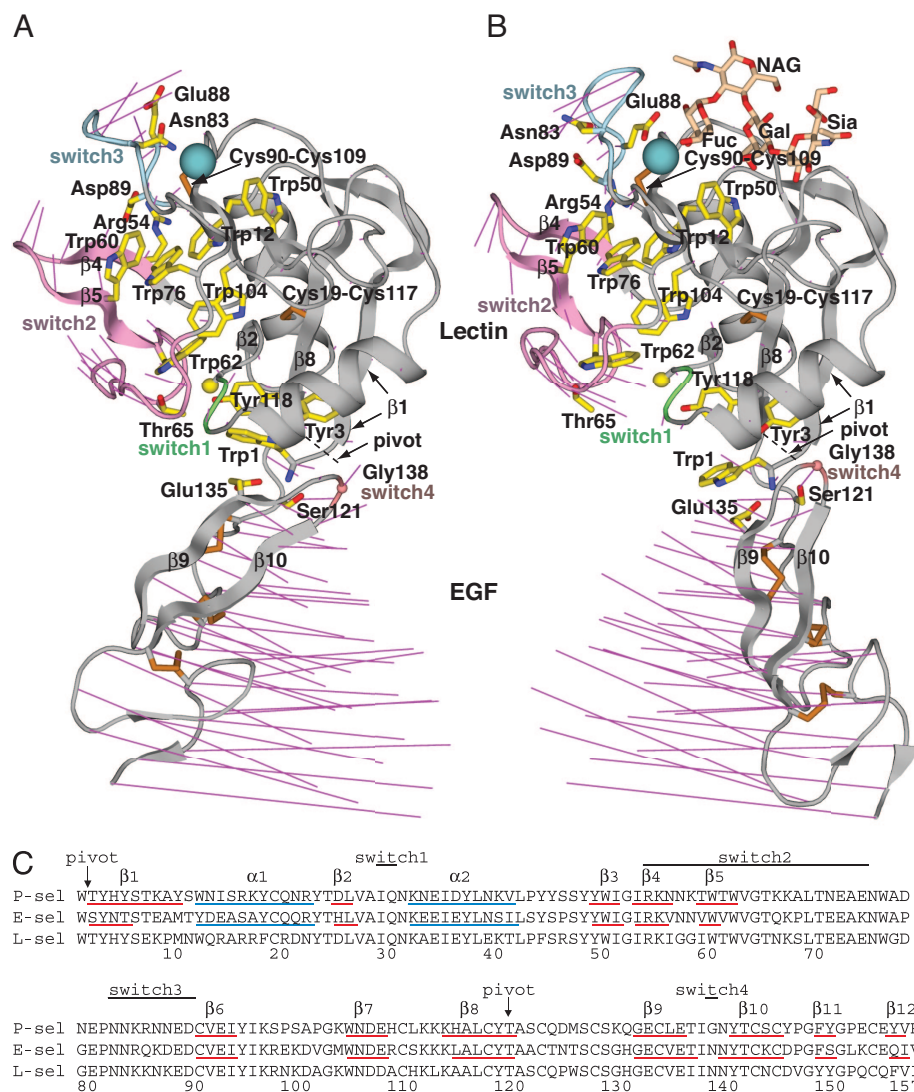 A
B
NAG
Glu88
switch3
Glu88
Asn83
Asn83
Fuc
Gal
Sia
switch3
Cys90-Cys109
Asp89
Cys90-Cys109
Asp89
Trp50
Trp50
Arg54
Arg54
Trp60
Trp12
β4
Trp12
β4
Trp60
β5
Trp76
Trp104
β5
Trp76
Trp104
switch2
Cys19-Cys117
switch2
Cys19-Cys117
Lectin
β2
β8
β2
β8
Trp62
Trp62
Thr65
Tyr118
β1
Thr65
Tyr118
β1
switch1
Tyr3
pivot
switch1
Tyr3
pivot
Trp1
Gly138
Trp1
Gly138
Glu135
switch4
switch4
Ser121
Glu135
Ser121
β9
β10
β9
β10
EGF
C
pivot switch1 switch2
β1 α1 β2 α2 β3 β4 β5
P-sel WTYHYSTKAYSWNISRKYCQNRYTDLVAIQNKNEIDYLNKVLPYYSSYYWIGIRKNNKTWTWVGTKKALTNEAENWAD
E-sel WSYNTSTEAMTYDEASAYCQQRYTHLVAIQNKEEIEYLNSILSYSPSYYWIGIRKVNNVWVWVGTQKPLTEEAKNWAP
L-sel WTYHYSEKPMNWQRARRFCRDNYTDLVAIQNKAEIEYLEKTLPFSRSYYWIGIRKIGGIWTWVGTNKSLTEEAENWGD
10 20 30 40 50 60 70
switch3 pivot switch4
β6 β7 β8 β9 β10 β11 β12
P-sel NEPNNKRNNEDCVEIYIKSPSAPGKWNDEHCLKKKHALCYTASCQDMSCSKQGECLETIGNYTCSCYPGFYGPECEYV
E-sel GEPNNRQKDEDCVEIYIKREKDVGMWNDERCSKKKLALCYTAACTNTSCSGHGECVETINNYTCKCDPGFSGLKCEQI
L-sel GEPNNKKNKEDCVEIYIKRNKDAGKWNDDACHKLKAALCYTASCQPWSCSGHGECVEIINNYTCNCDVGYYGPQCQFV
80 90 100 110 120 130 140 150